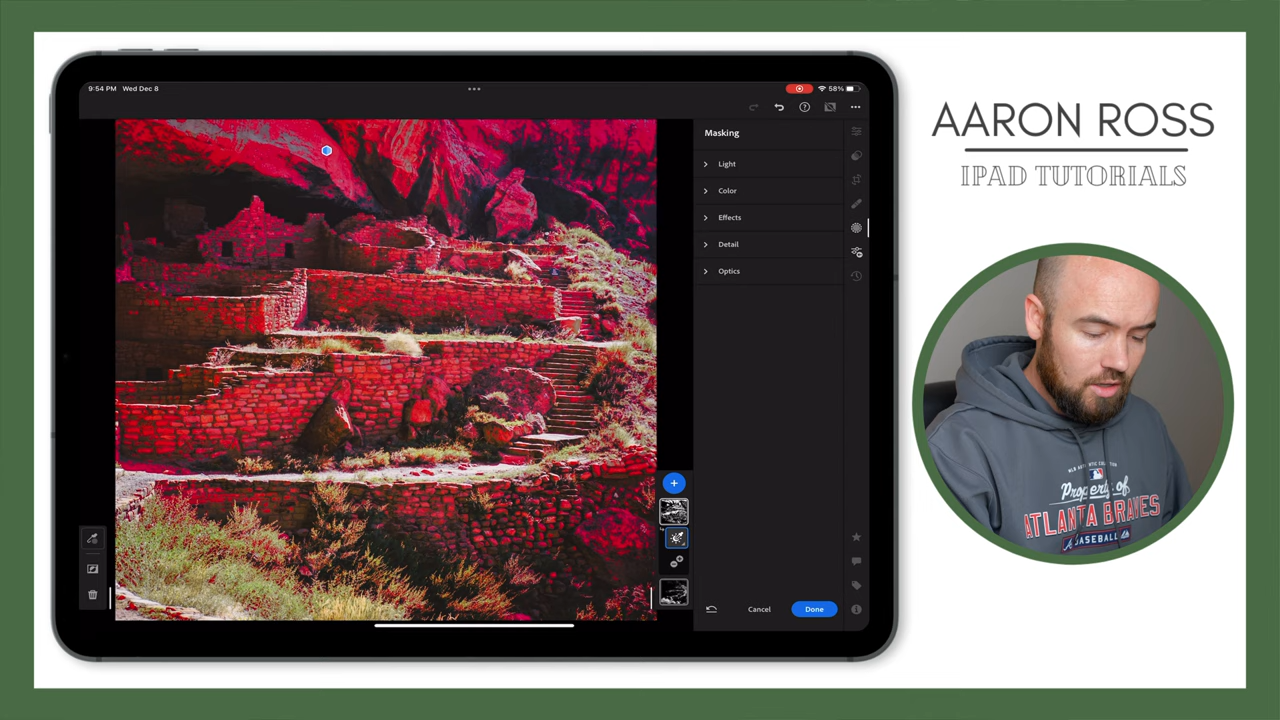 9:54 PM Wed Dec 8
58%
Masking
Light
Color
Effects
Detail
Optics
Cancel
Done
AARON ROSS
IPAD TUTORIALS
Property of
ATLANTA BRAVES
BASEBALL